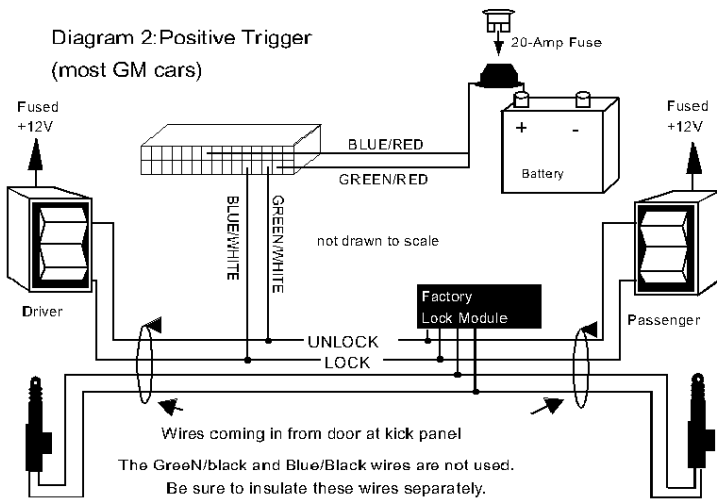 Diagram 2:Positive Trigger
(most GM cars)
20-Amp Fuse
Fused
+12V
Fused
+12V
BLUE/RED
GREEN/RED
+ -
Battery
BLUE/WHITE
GREEN/WHITE
not drawn to scale
Driver
Factory
Lock Module
Passenger
UNLOCK
LOCK
Wires coming in from door at kick panel
The GreeN/black and Blue/Black wires are not used.
Be sure to insulate these wires separately.